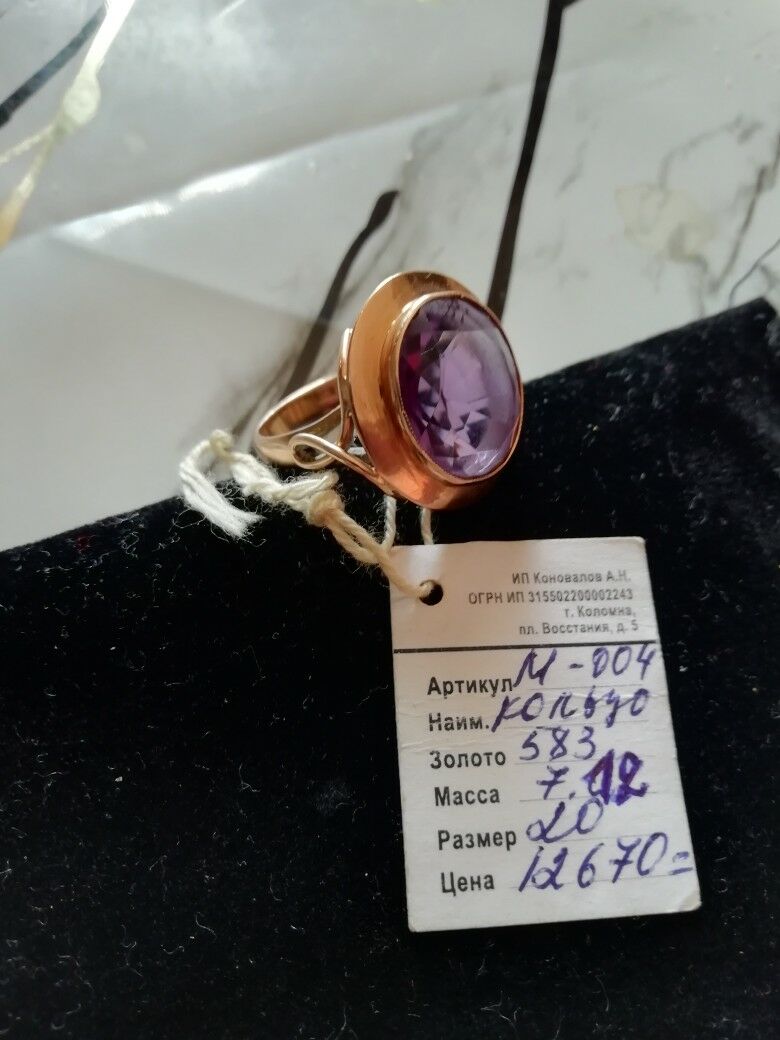 ИП Коновалов А.Н.
ОГРН ИП 315502200002243
г. Коломна,
пл. Восстания, д. 5
Артикул М-004
Наим. кольцо
Золото 583
Масса 7.12
Размер 20
Цена 12670=